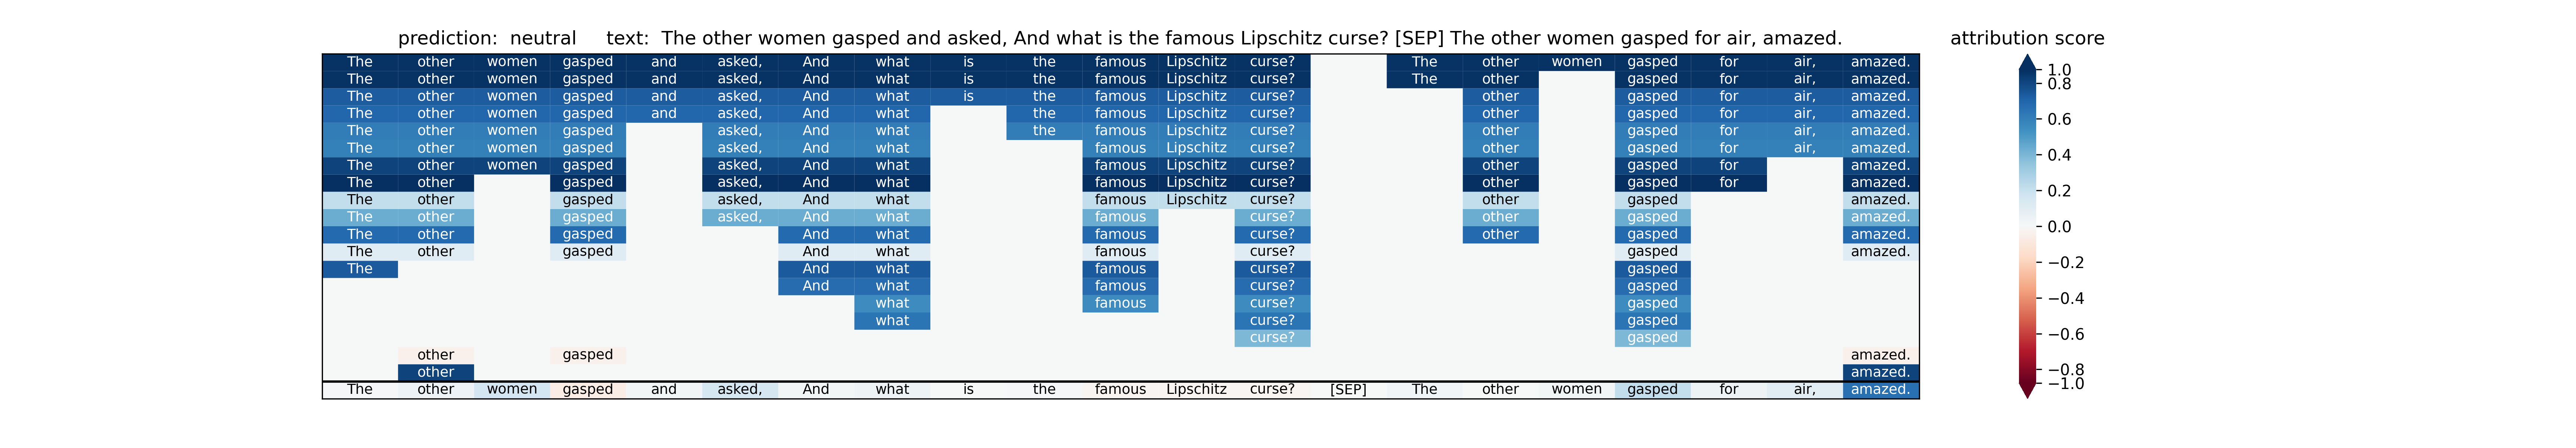 prediction:  neutral     text:  The other women gasped and asked, And what is the famous Lipschitz curse? [SEP] The other women gasped for air, amazed.
attribution score
The other women gasped and asked, And what is the famous Lipschitz curse? The other women gasped for air, amazed.
The other women gasped and asked, And what is the famous Lipschitz curse? The other gasped for air, amazed.
The other women gasped and asked, And what is the famous Lipschitz curse? other gasped for air, amazed.
The other women gasped and asked, And what the famous Lipschitz curse? other gasped for air, amazed.
The other women gasped asked, And what the famous Lipschitz curse? other gasped for air, amazed.
The other women gasped asked, And what famous Lipschitz curse? other gasped for air, amazed.
The other women gasped asked, And what famous Lipschitz curse? other gasped for amazed.
The other gasped asked, And what famous Lipschitz curse? other gasped for amazed.
The other gasped asked, And what famous Lipschitz curse? other gasped amazed.
The other gasped asked, And what famous curse? other gasped amazed.
The other gasped And what famous curse? other gasped amazed.
The other gasped And what famous curse? gasped amazed.
The And what famous curse? gasped
And what famous curse? gasped
what famous curse? gasped
what curse? gasped
curse? gasped
other gasped amazed.
other amazed.
The other women gasped and asked, And what is the famous Lipschitz curse? [SEP] The other women gasped for air, amazed.
1.0
0.8
0.6
0.4
0.2
0.0
−0.2
−0.4
−0.6
−0.8
−1.0